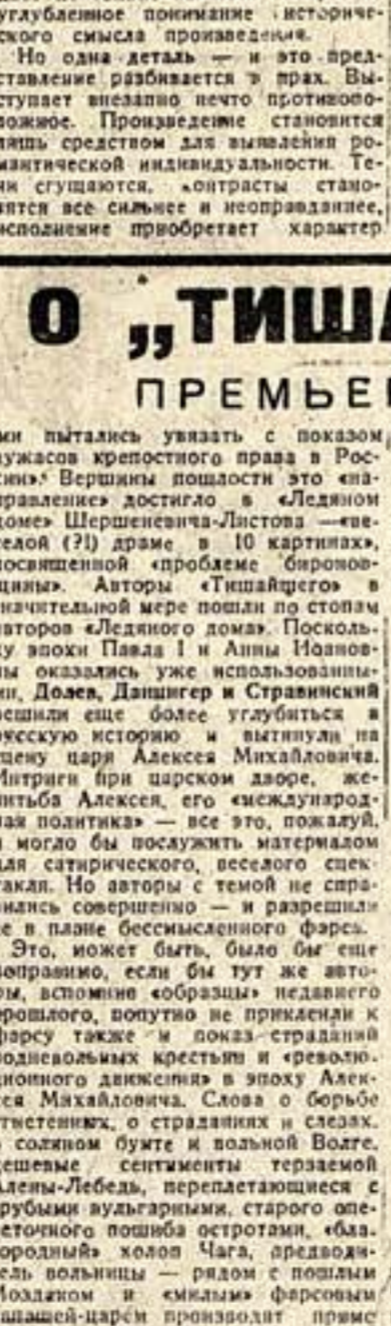 углубленное понимание историче-
ского смысла произведения.
Но одна деталь — и это пред-
ставление разбивается в прах. Вы-
ступает внезапно нечто противопо-
ложное. Произведение становится
лишь средством для выявления ро-
мантической индивидуальности. Те-
ни сгущаются, контрасты стано-
вятся все сильнее и неоправданнее,
исполнение приобретает характер
О „ТИША
ПРЕМЬЕ
ми пытались увязать с показом
ужасов крепостного права в Рос-
сии». Вершины пошлости это «на-
правление» достигло в «Ледяном
доме» Шершеневича-Листова — «ве-
селой (?!) драме в 10 картинах»,
посвященной «проблеме биронов-
щины». Авторы «Тишайшего» в
значительной мере пошли по стопам
авторов «Ледяного дома». Посколь-
ку эпохи Павла I и Анны Иоанов-
ны оказались уже использованны-
ми, Долев, Данцигер и Стравинский
решили еще более углубиться в
русскую историю и вытянули на
сцену царя Алексея Михайловича.
Интриги при царском дворе, же-
нитьба Алексея, его «международ-
ная политика» — все это, пожалуй,
и могло бы послужить материалом
для сатирического, веселого спек-
такля. Но авторы с темой не спра-
вились совершенно — и разрешили
ее в плане бессмысленного фарса.
Это, может быть, было бы еще
поправимо, если бы тут же авто-
ры, вспомнив «образцы» недавнего
прошлого, попутно не приклеили к
фарсу также и показ страданий
подневольных крестьян и «револю-
ционного движения» в эпоху Алек-
сея Михайловича. Слова о борьбе
угнетенных, о страданиях и слезах,
о соляном бунте и вольной Волге,
дешевые сентименты терзаемой
Алены-Лебедь, переплетающиеся с
грубыми вульгарными, старого опе-
реточного пошиба остротами, «бла-
городный» холоп Чага, предводи-
тель вольницы — рядом с пошлым
Моздаком и «милым» фарсовым
папашей-царем производят прямо